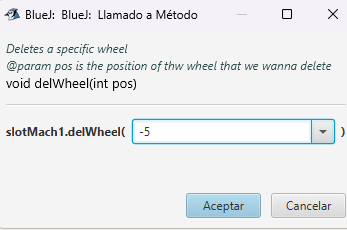 BlueJ: BlueJ: Llamado a Método
Deletes a specific wheel
@param pos is the position of thw wheel that we wanna delete
void delWheel(int pos)
slotMach1.delWheel( -5 )
Aceptar Cancelar